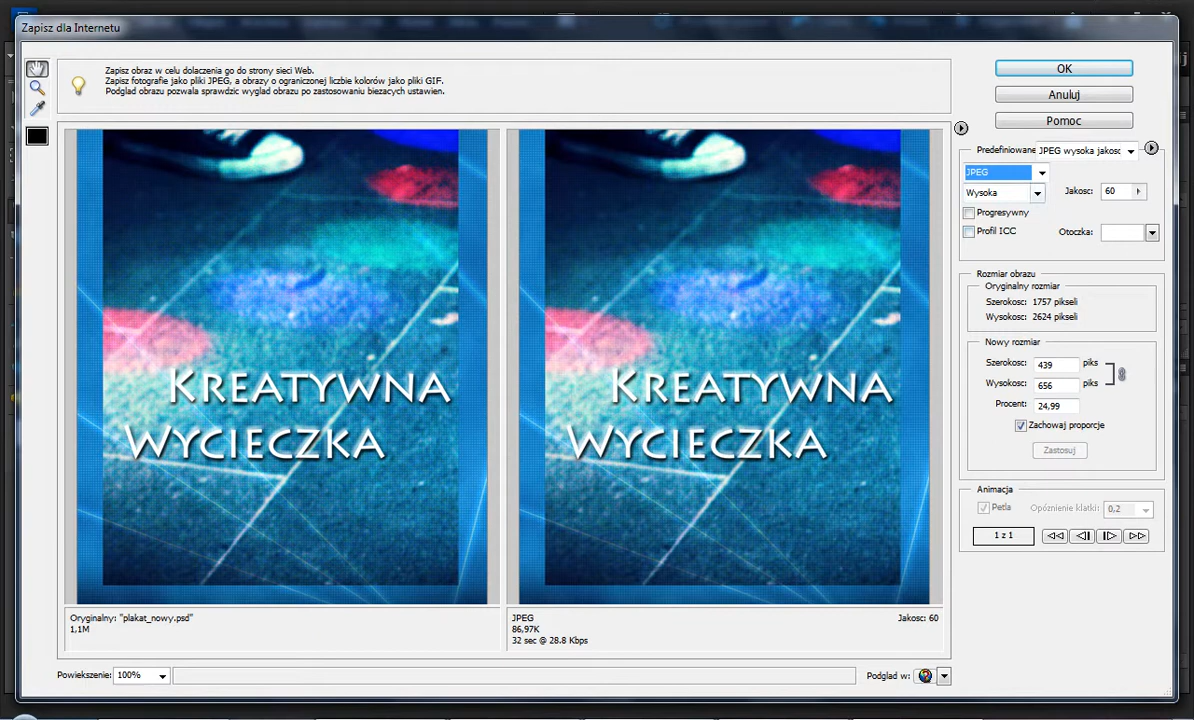 Zapisz dla Internetu
Zapisz obraz w celu dolaczenia go do strony sieci Web.
Zapisz fotografie jako pliki JPEG, a obrazy o ograniczonej liczbie kolorów jako pliki GIF.
Podglad obrazu pozwala sprawdzic wyglad obrazu po zastosowaniu biezacych ustawien.
OK
Anuluj
Pomoc
Predefiniowane JPEG wysoka jakosc
JPEG
Wysoka
Jakosc: 60
Progresywny
Profil ICC
Otoczka:
Rozmiar obrazu
Oryginalny rozmiar
Szerokosc: 1757 pikseli
Wysokosc: 2624 pikseli
Nowy rozmiar
Szerokosc: 439 piks
Wysokosc: 656 piks
Procent: 24,99
Zachowaj proporcje
Zastosuj
Animacja
Petla
Opóznienie klatki: 0,2
1 z 1
KREATYWNA
WYCIECZKA
KREATYWNA
WYCIECZKA
Oryginalny: "plakat_nowy.psd"
1,1M
JPEG
86,97K
32 sec @ 28.8 Kbps
Jakosc: 60
Powiekszenie: 100%
Podglad w: